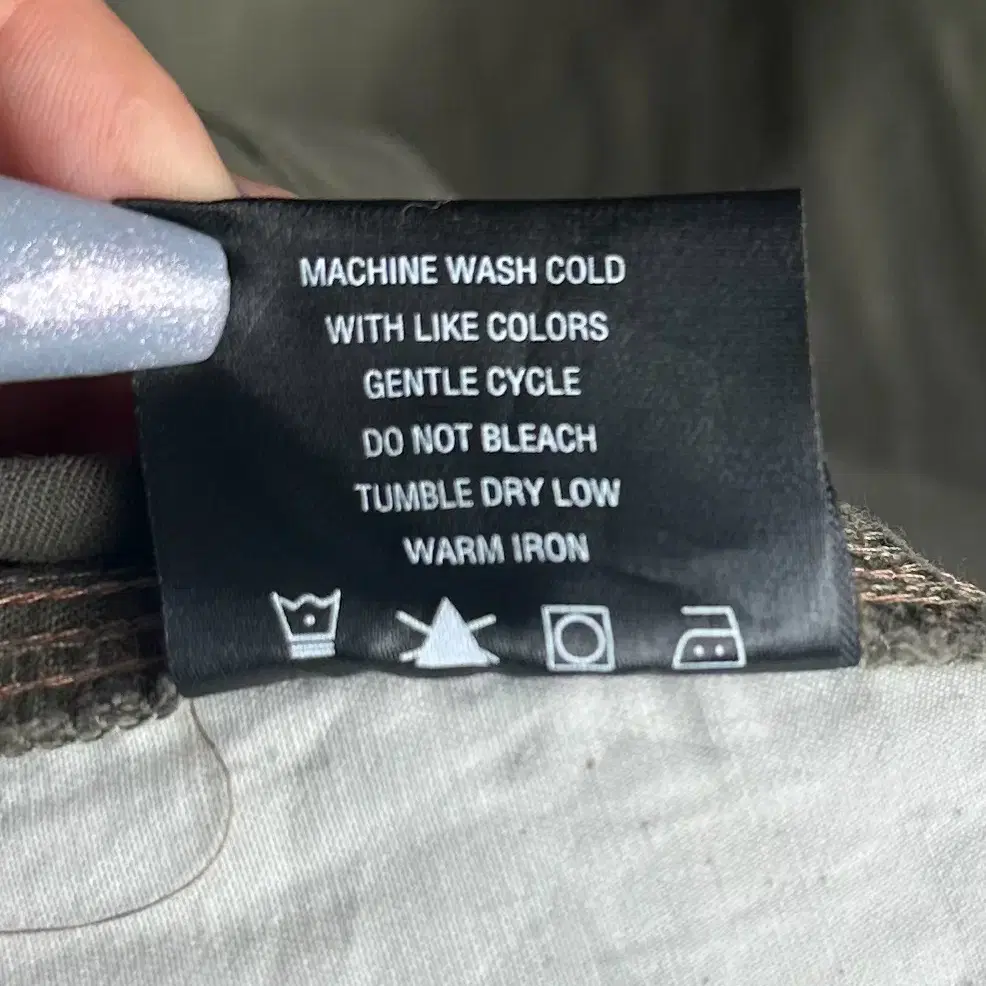 MACHINE WASH COLD
WITH LIKE COLORS
GENTLE CYCLE
DO NOT BLEACH
TUMBLE DRY LOW
WARM IRON